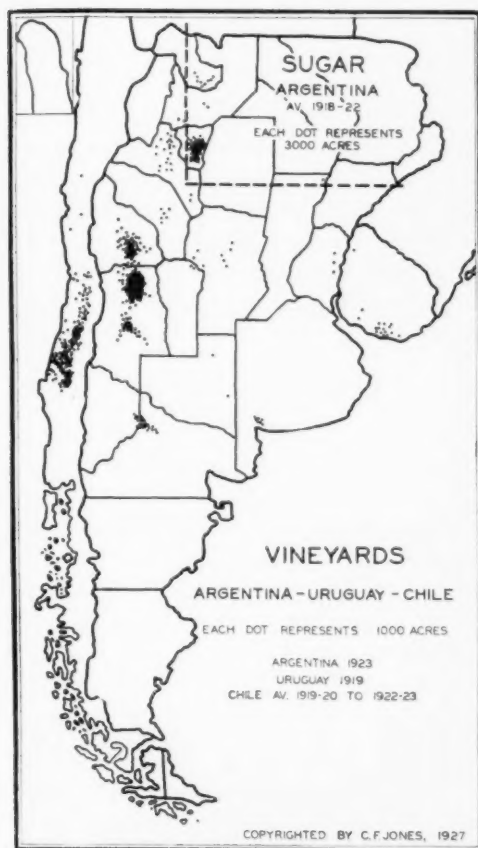 SUGAR
ARGENTINA
AV. 1918-22
EACH DOT REPRESENTS
3000 ACRES
VINEYARDS
ARGENTINA-URUGUAY-CHILE
EACH DOT REPRESENTS 1000 ACRES
ARGENTINA 1923
URUGUAY 1919
CHILE AV. 1919-20 TO 1922-23
COPYRIGHTED BY C.F.JONES, 1927